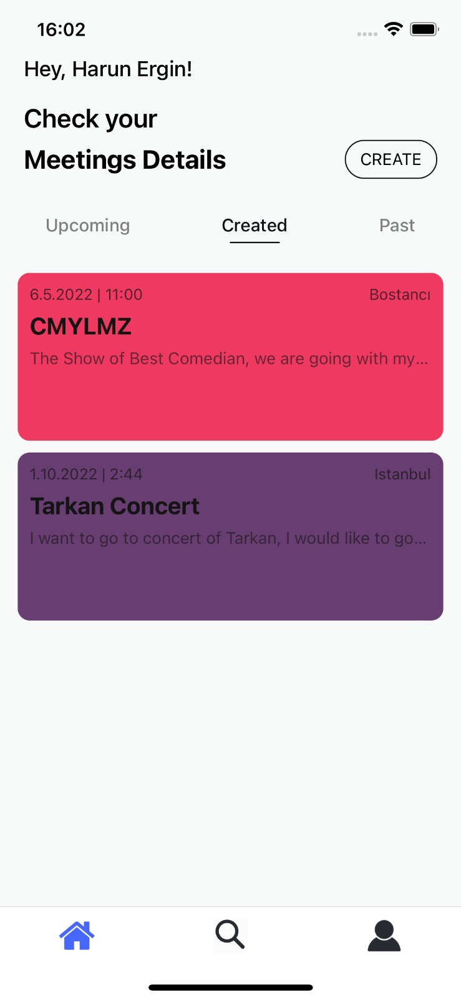 16:02
Hey, Harun Ergin!
Check your
Meetings Details
CREATE
Upcoming Created Past
6.5.2022 | 11:00 Bostancı
CMYLMZ
The Show of Best Comedian, we are going with my...
1.10.2022 | 2:44 Istanbul
Tarkan Concert
I want to go to concert of Tarkan, I would like to go...